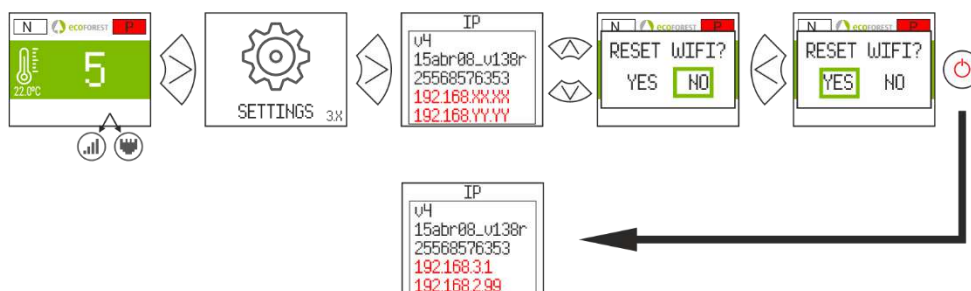 N ecoforest P
5
22.0ºC
SETTINGS 3.X
IP
v4
15abr08_v138r
25568576353
192.168.XX.XX
192.168.YY.YY
N ecoforest P
RESET WIFI?
YES NO
N ecoforest P
RESET WIFI?
YES NO
IP
v4
15abr08_v138r
25568576353
192.168.3.1
192.168.2.99